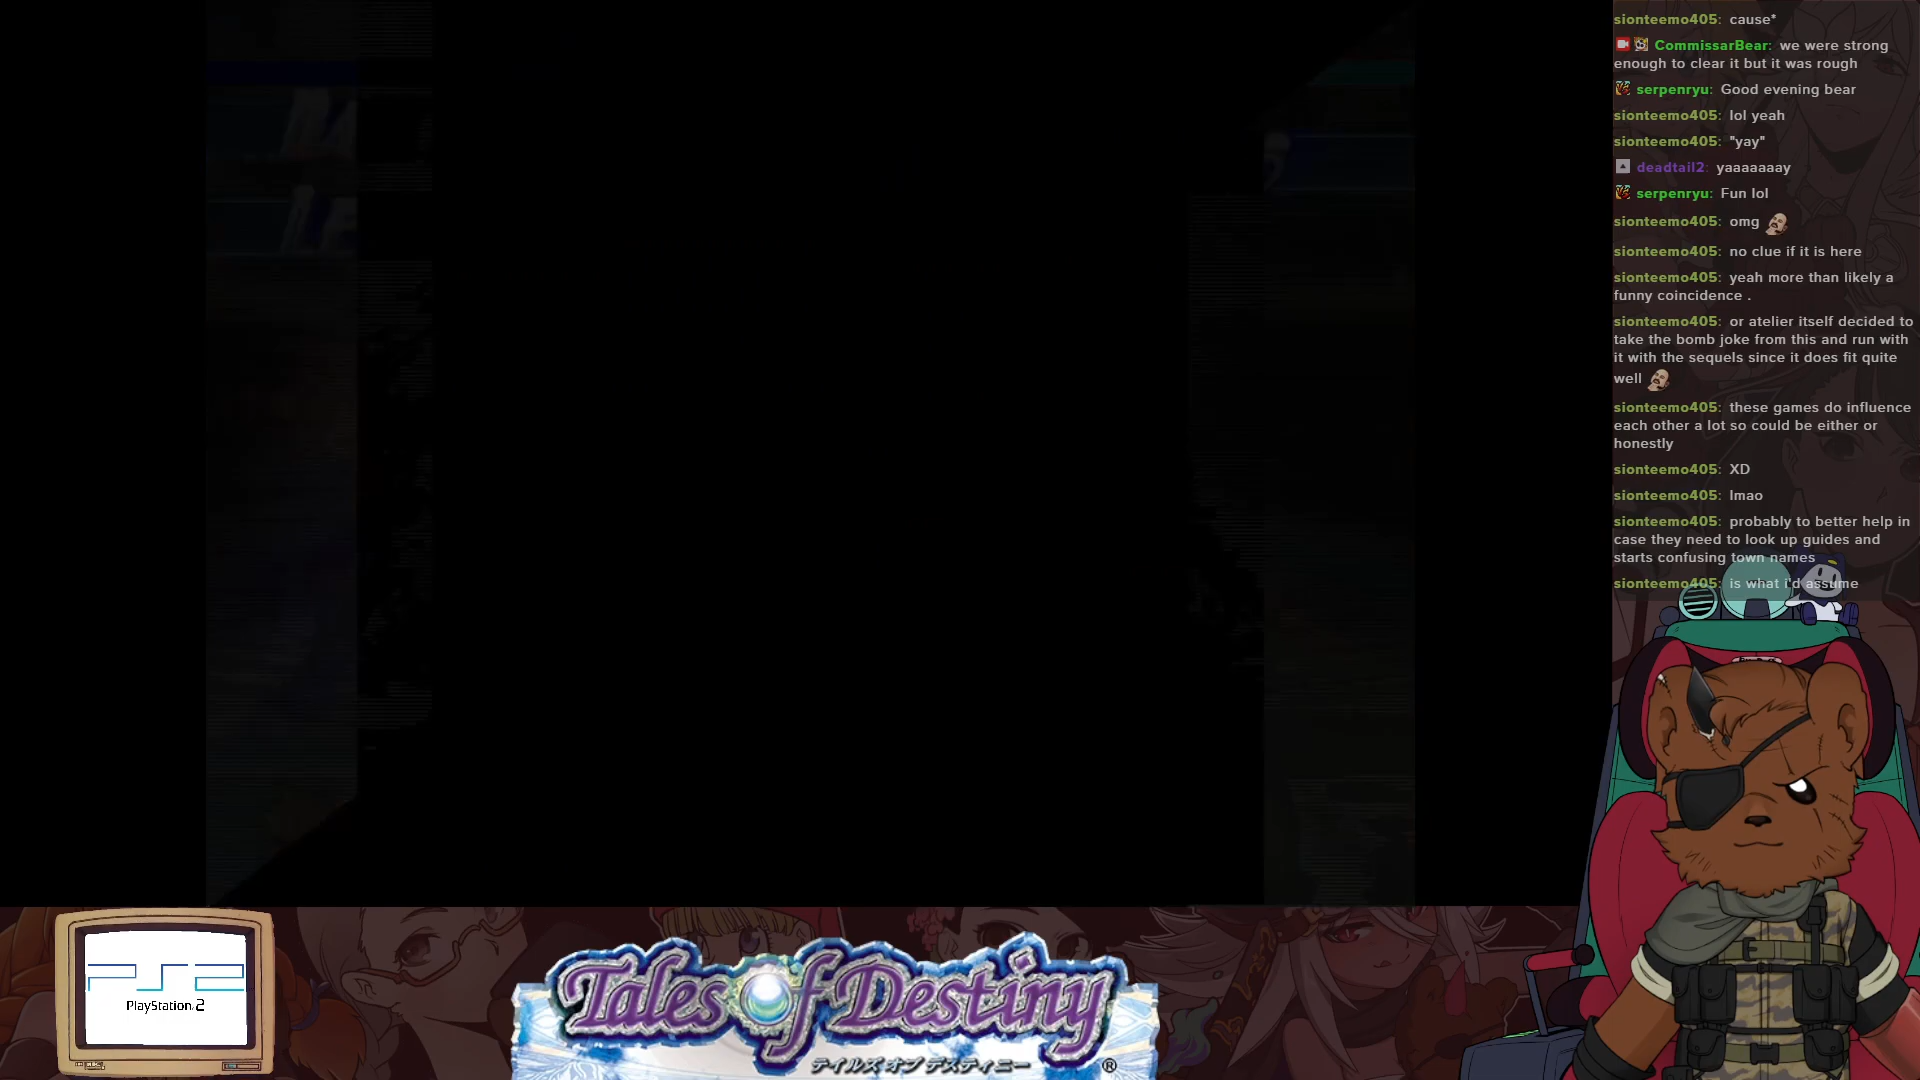 sionteemo405: cause*
CommissarBear: we were strong
enough to clear it but it was rough
serpenryu: Good evening bear
sionteemo405: lol yeah
sionteemo405: "yay"
deadtail2: yaaaaaaay
serpenryu: Fun lol
sionteemo405: omg
sionteemo405: no clue if it is here
sionteemo405: yeah more than likely a
funny coincidence .
sionteemo405: or atelier itself decided to
take the bomb joke from this and run with
it with the sequels since it does fit quite
well
sionteemo405: these games do influence
each other a lot so could be either or
honestly
sionteemo405: XD
sionteemo405: lmao
sionteemo405: probably to better help in
case they need to look up guides and
starts confusing town names
sionteemo405: is what i'd assume
PS2
PlayStation 2
Tales of Destiny
テイルズ オブ デスティニー ®